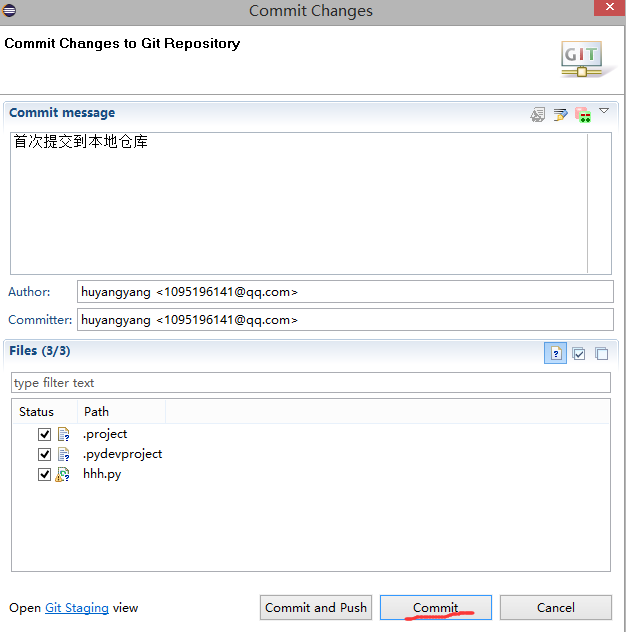 Commit Changes
Commit Changes to Git Repository
GIT
Commit message
首次提交到本地仓库
Author: huyangyang <1095196141@qq.com>
Committer: huyangyang <1095196141@qq.com>
Files (3/3)
type filter text
Status Path
.project
.pydevproject
hhh.py
Open Git Staging view Commit and Push Commit Cancel